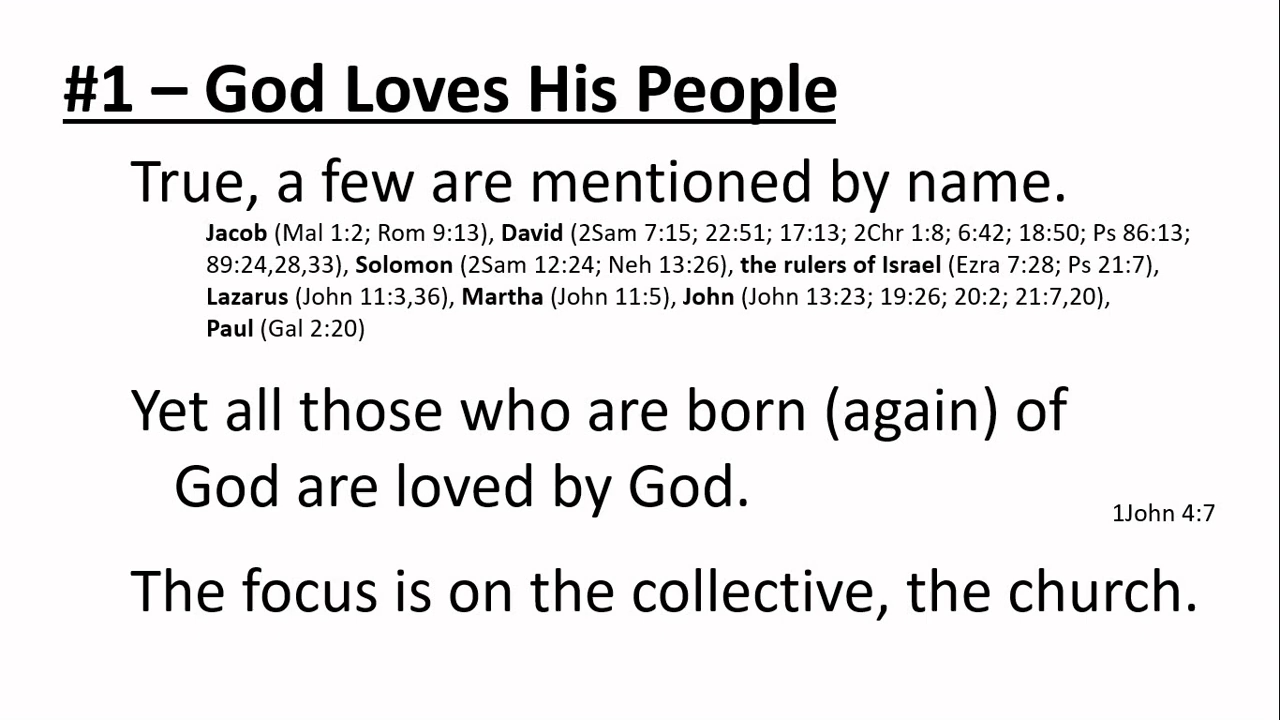 #1 – God Loves His People
True, a few are mentioned by name.
Jacob (Mal 1:2; Rom 9:13), David (2Sam 7:15; 22:51; 17:13; 2Chr 1:8; 6:42; 18:50; Ps 86:13;
89:24,28,33), Solomon (2Sam 12:24; Neh 13:26), the rulers of Israel (Ezra 7:28; Ps 21:7),
Lazarus (John 11:3,36), Martha (John 11:5), John (John 13:23; 19:26; 20:2; 21:7,20),
Paul (Gal 2:20)
Yet all those who are born (again) of
God are loved by God.
1John 4:7
The focus is on the collective, the church.